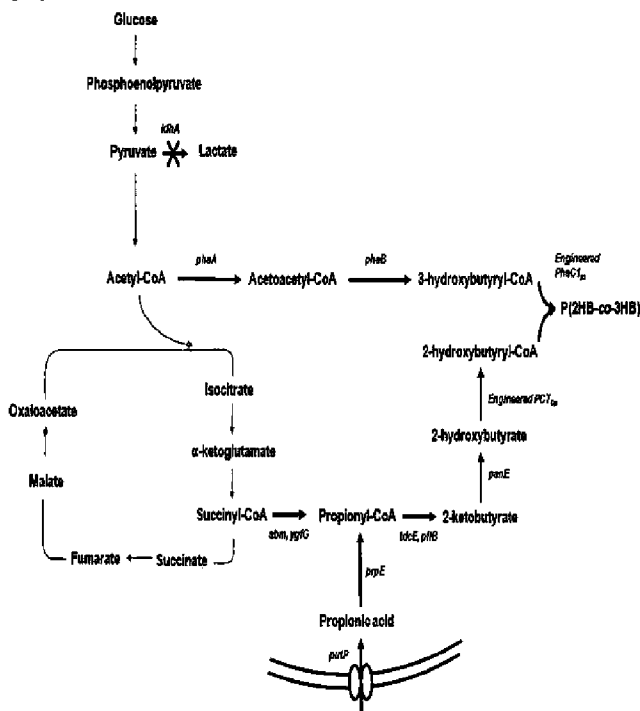 Glucose
Phosphoenolpyruvate
ldhA
Pyruvate
Lactate
phaA
phaB
Engineered
PhaC1ps
Acetyl-CoA
Acetoacetyl-CoA
3-hydroxybutyryl-CoA
P(2HB-co-3HB)
2-hydroxybutyryl-CoA
Isocitrate
Oxaloacetate
Engineered PCT
2-hydroxybutyrate
α-ketoglutamate
Malate
panE
Succinyl-CoA
Propionyl-CoA
2-ketobutyrate
sbm, ygfG
tdcE, pflB
Fumarate
Succinate
prpE
Propionic acid
putP